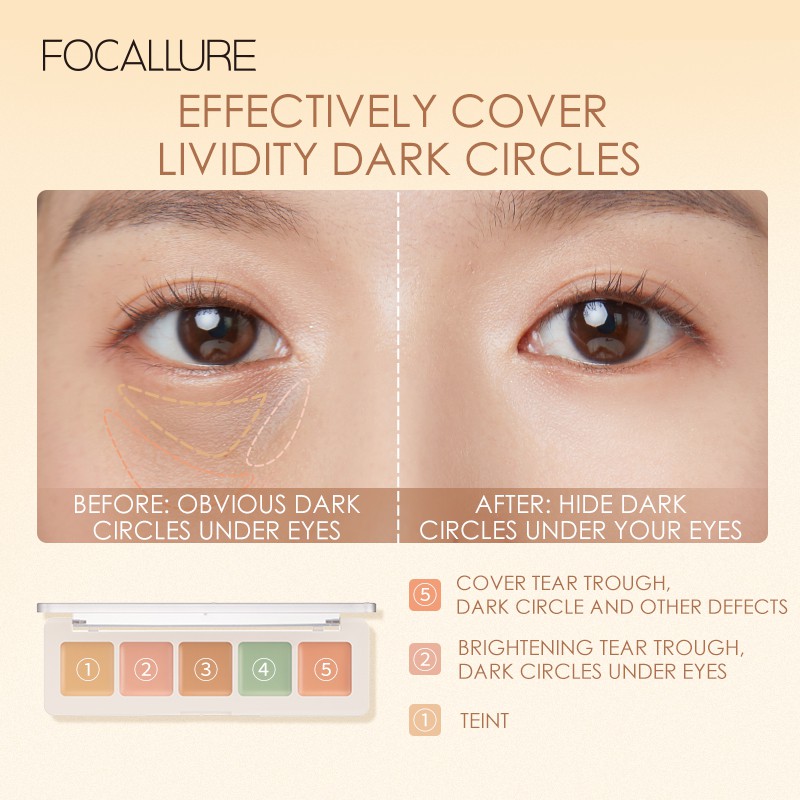 FOCALLURE
EFFECTIVELY COVER
LIVIDITY DARK CIRCLES
BEFORE: OBVIOUS DARK
CIRCLES UNDER EYES
AFTER: HIDE DARK
CIRCLES UNDER YOUR EYES
1 2 3 4 5
5 COVER TEAR TROUGH,
DARK CIRCLE AND OTHER DEFECTS
2 BRIGHTENING TEAR TROUGH,
DARK CIRCLES UNDER EYES
1 TEINT